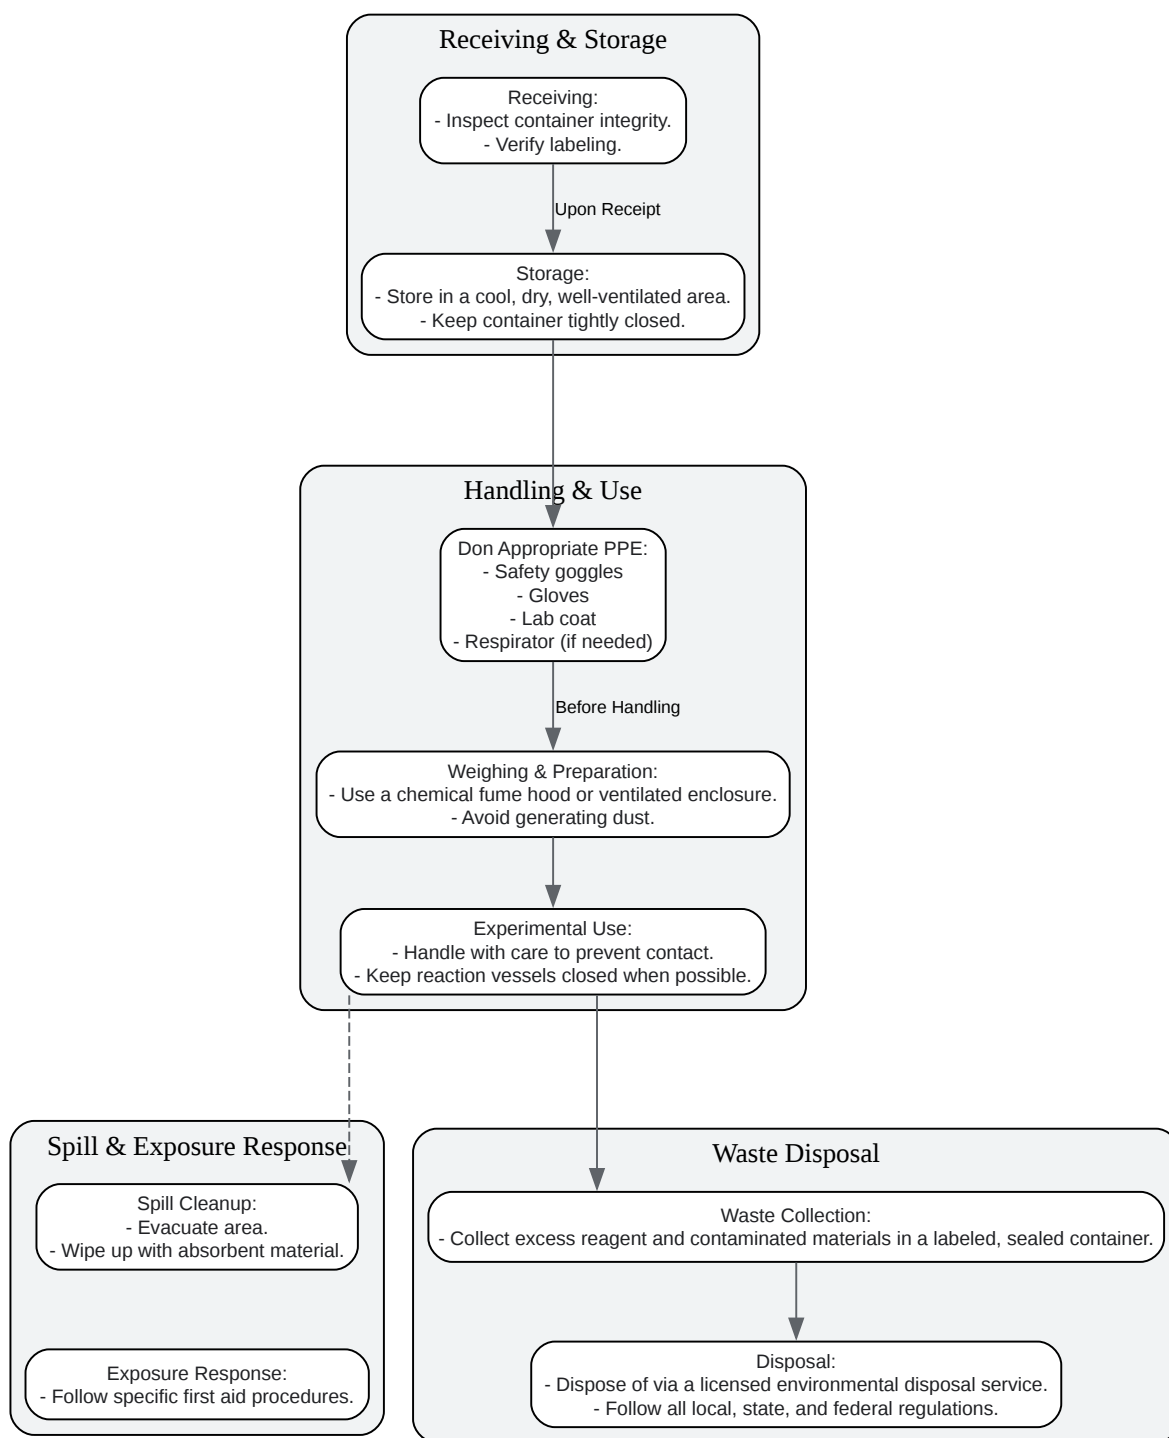 Receiving & Storage
Receiving:
- Inspect container integrity.
- Verify labeling.
Upon Receipt
Storage:
- Store in a cool, dry, well-ventilated area.
- Keep container tightly closed.
Handling & Use
Don Appropriate PPE:
- Safety goggles
- Gloves
- Lab coat
- Respirator (if needed)
Before Handling
Weighing & Preparation:
- Use a chemical fume hood or ventilated enclosure.
- Avoid generating dust.
Experimental Use:
- Handle with care to prevent contact.
- Keep reaction vessels closed when possible.
Spill & Exposure Response
Spill Cleanup:
- Evacuate area.
- Wipe up with absorbent material.
Exposure Response:
- Follow specific first aid procedures.
Waste Disposal
Waste Collection:
- Collect excess reagent and contaminated materials in a labeled, sealed container.
Disposal:
- Dispose of via a licensed environmental disposal service.
- Follow all local, state, and federal regulations.